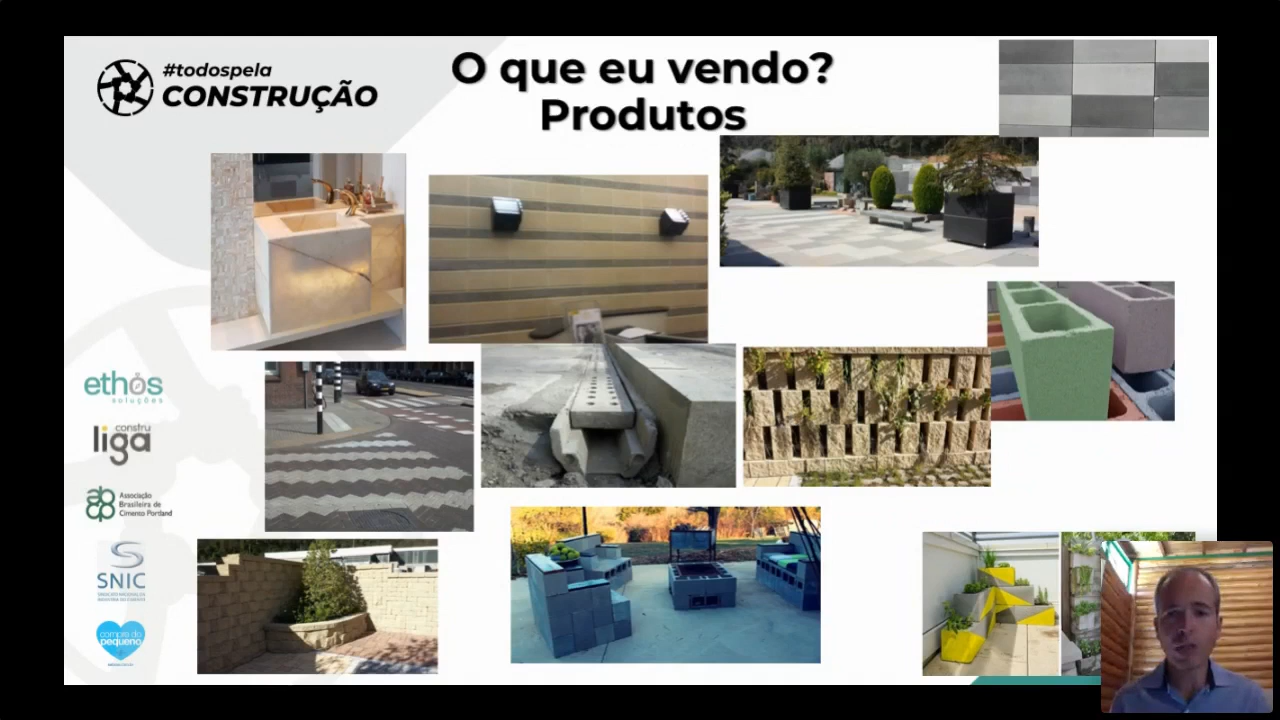 #todospela
CONSTRUÇÃO
O que eu vendo?
Produtos
ethos
soluções
constru
liga
abcp
Associação
Brasileira de
Cimento Portland
SNIC
compre do
pequeno